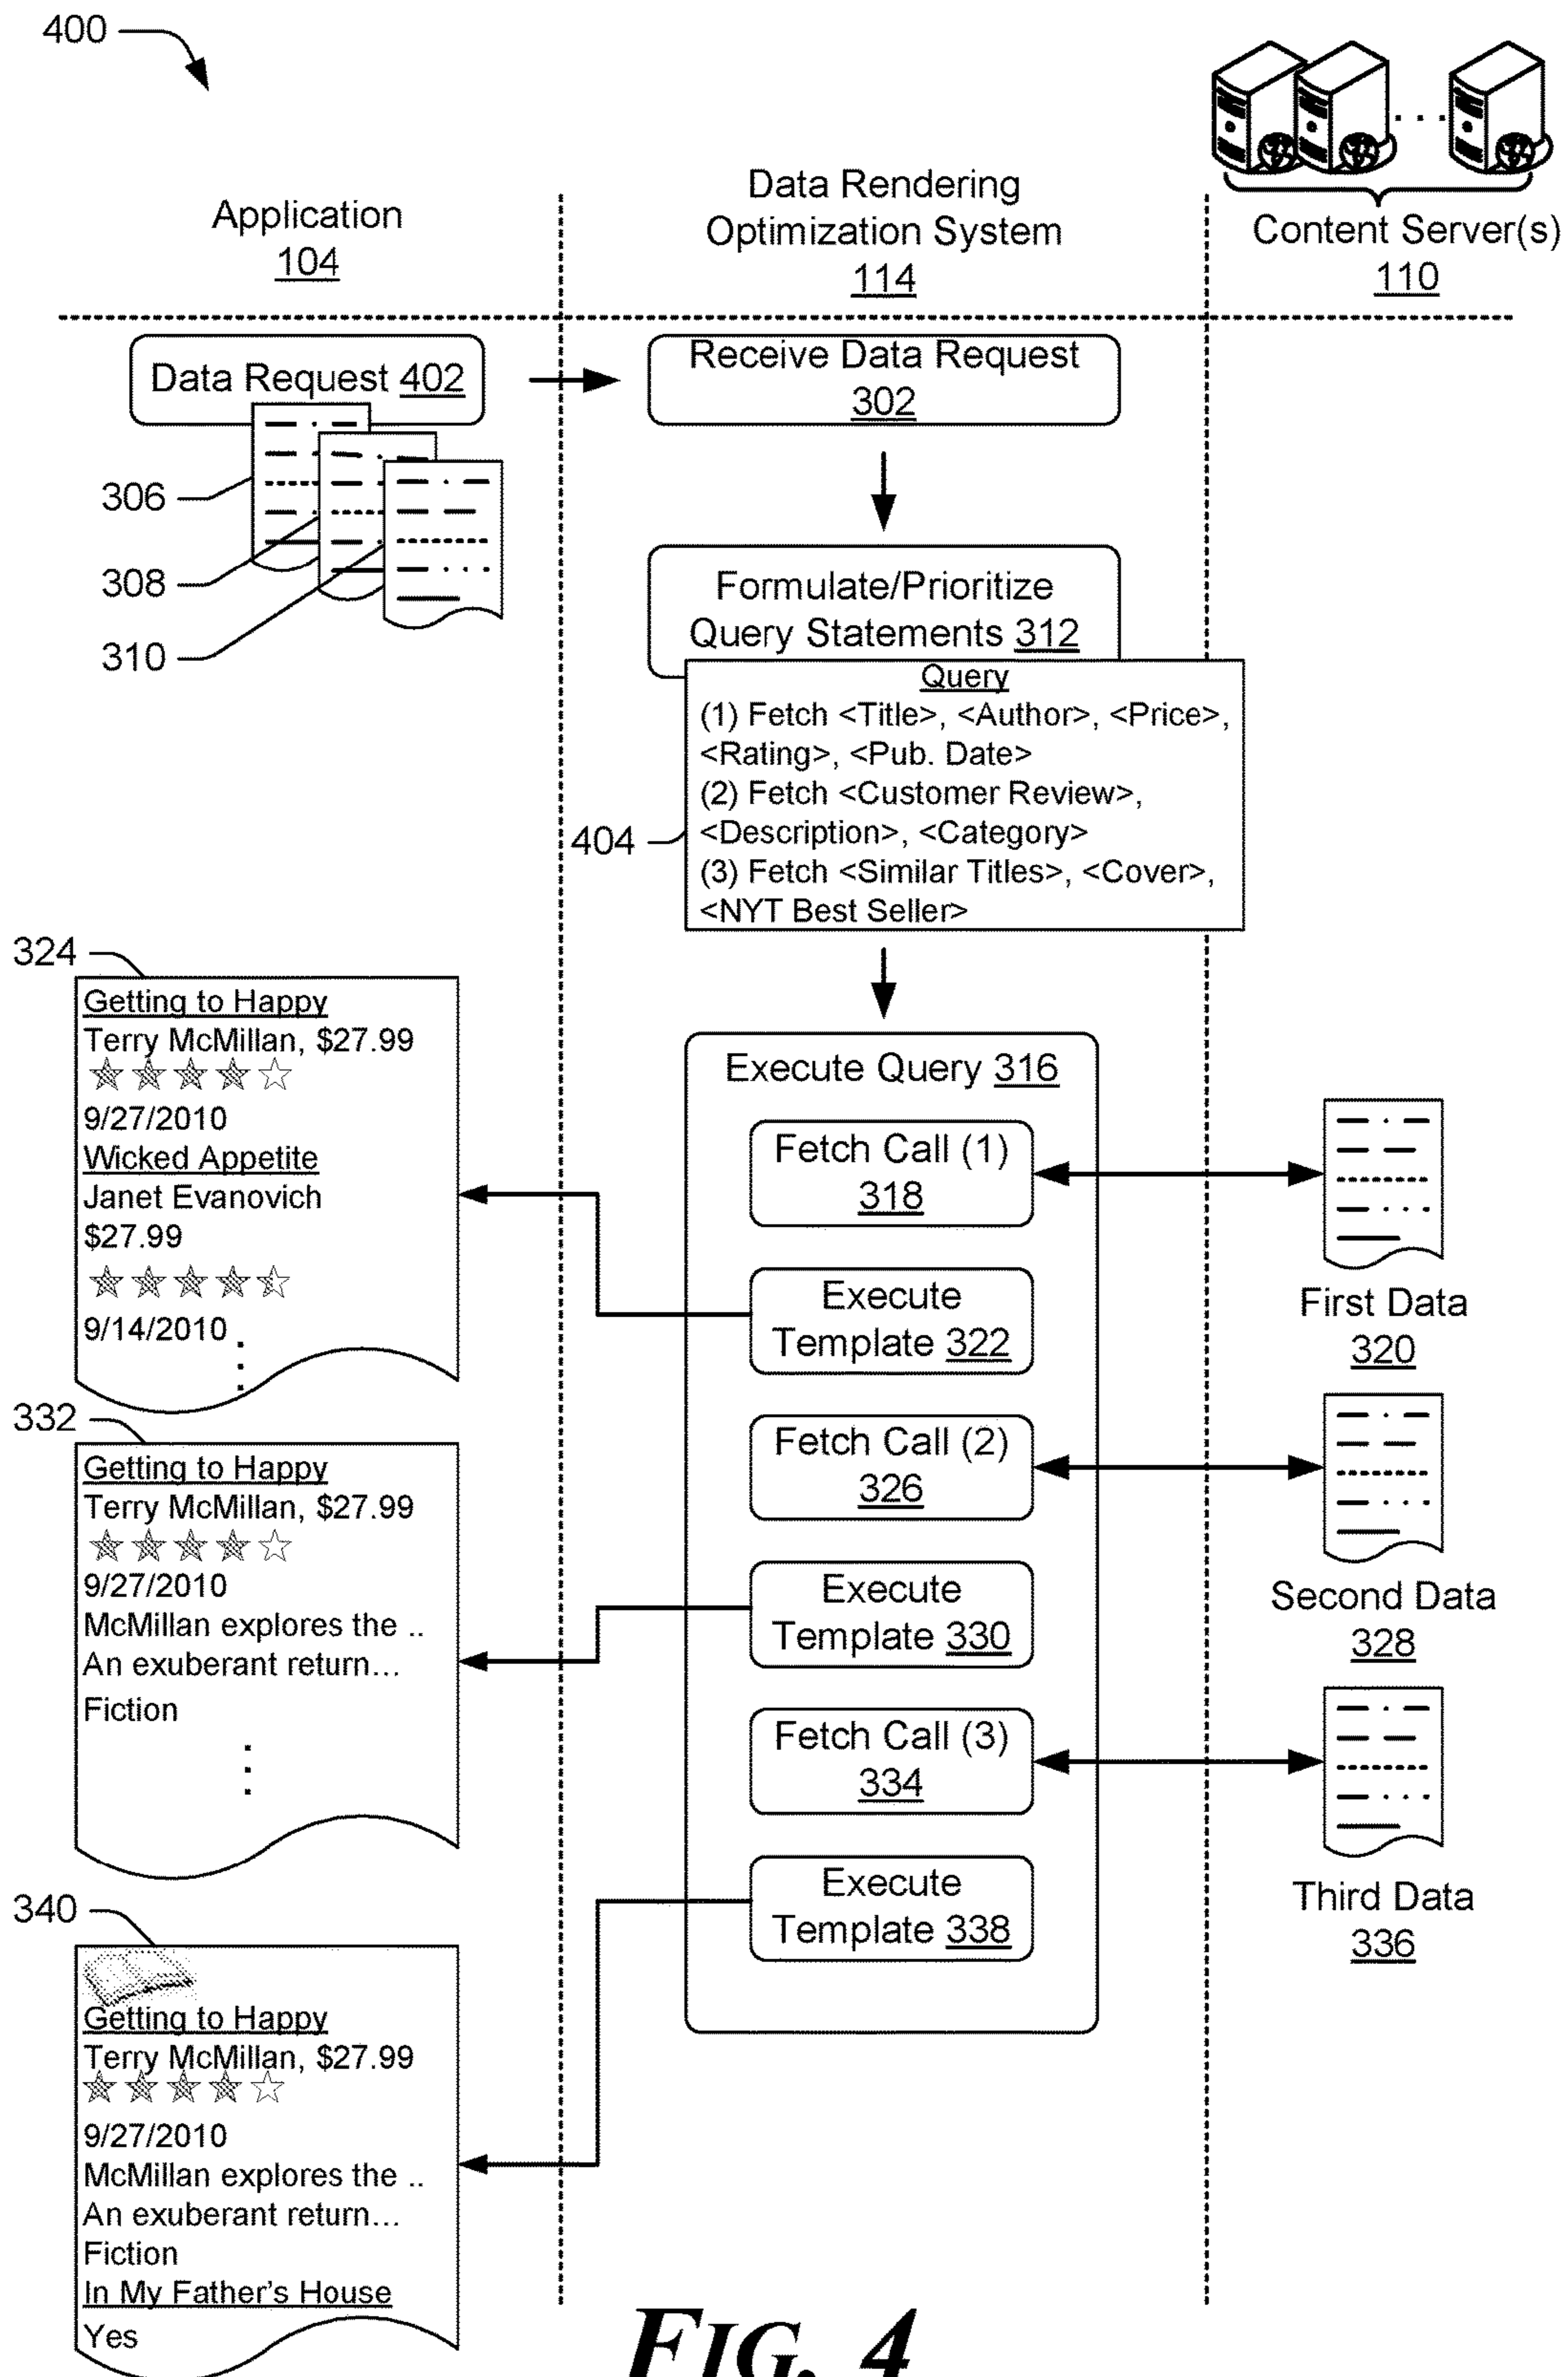 400
Application
104
Data Rendering
Optimization System
114
Content Server(s)
110
Data Request 402
306
308
310
Receive Data Request
302
Formulate/Prioritize
Query Statements 312
Query
(1) Fetch <Title>, <Author>, <Price>,
<Rating>, <Pub. Date>
(2) Fetch <Customer Review>,
<Description>, <Category>
(3) Fetch <Similar Titles>, <Cover>,
<NYT Best Seller>
404
324
Getting to Happy
Terry McMillan, $27.99
9/27/2010
Wicked Appetite
Janet Evanovich
$27.99
9/14/2010
332
Getting to Happy
Terry McMillan, $27.99
9/27/2010
McMillan explores the ..
An exuberant return...
Fiction
340
Getting to Happy
Terry McMillan, $27.99
9/27/2010
McMillan explores the ..
An exuberant return...
Fiction
In My Father's House
Yes
Execute Query 316
Fetch Call (1)
318
Execute
Template 322
Fetch Call (2)
326
Execute
Template 330
Fetch Call (3)
334
Execute
Template 338
First Data
320
Second Data
328
Third Data
336
FIG. 4